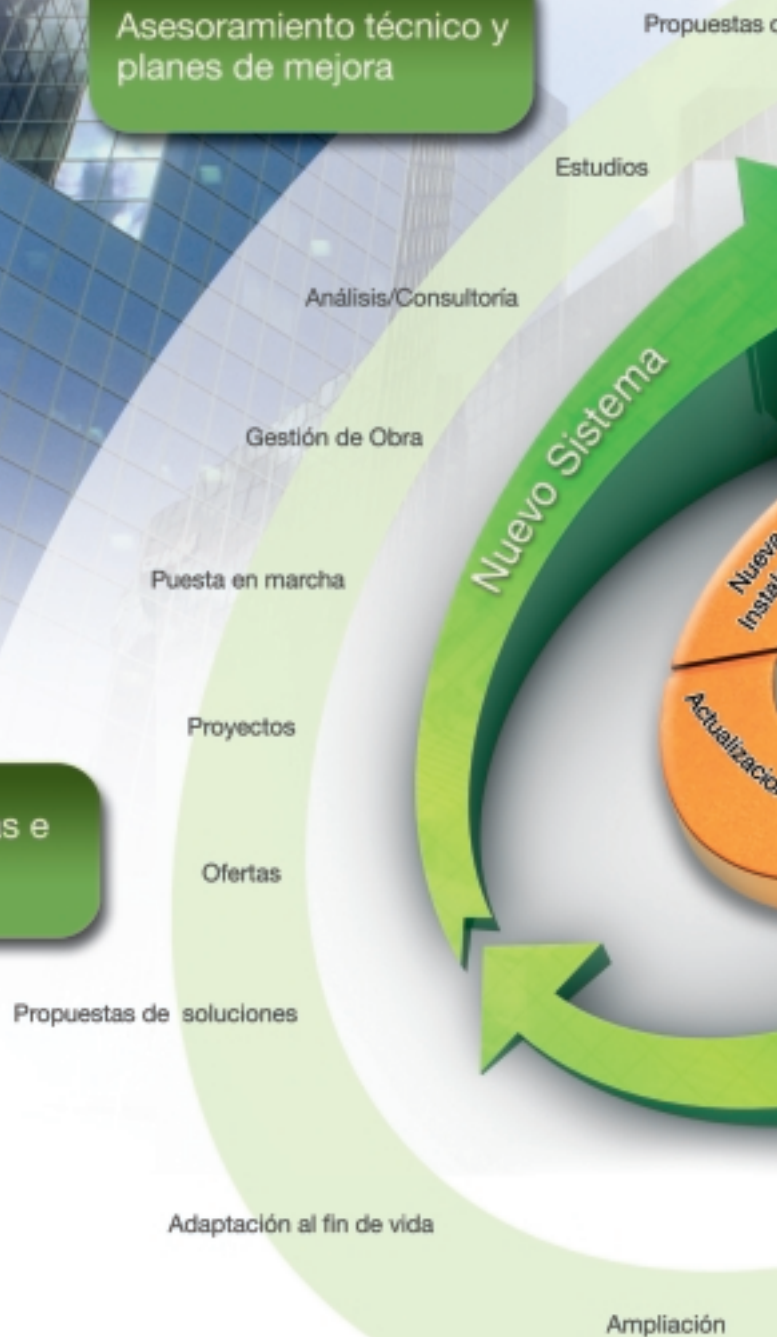 Asesoramiento técnico y
planes de mejora
Propuestas
Estudios
Análisis/Consultoría
Gestión de Obra
Nuevo Sistema
Puesta en marcha
Proyectos
e
Ofertas
Propuestas de soluciones
Adaptación al fin de vida
Ampliación